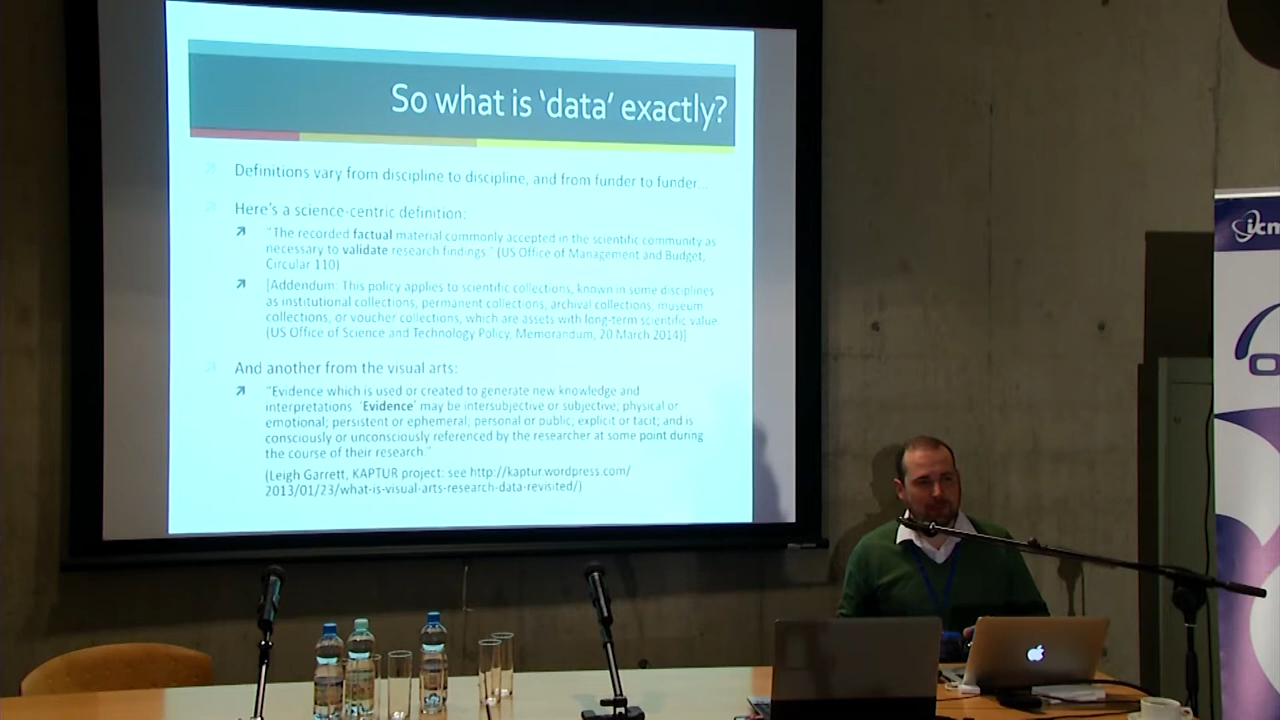 So what is 'data' exactly?
Definitions vary from discipline to discipline, and from funder to funder...
Here's a science-centric definition:
"The recorded factual material commonly accepted in the scientific community as
necessary to validate research findings." (US Office of Management and Budget,
Circular 110)
[Addendum: This policy applies to scientific collections, known in some disciplines
as institutional collections, permanent collections, archival collections, museum
collections, or voucher collections, which are assets with long-term scientific value.
(US Office of Science and Technology Policy, Memorandum, 20 March 2014)]
And another from the visual arts:
"Evidence which is used or created to generate new knowledge and
interpretations. 'Evidence' may be intersubjective or subjective; physical or
emotional; persistent or ephemeral; personal or public; explicit or tacit; and is
consciously or unconsciously referenced by the researcher at some point during
the course of their research."
(Leigh Garrett, KAPTUR project: see http://kaptur.wordpress.com/
2013/01/23/what-is-visual-arts-research-data-revisited/)
icm